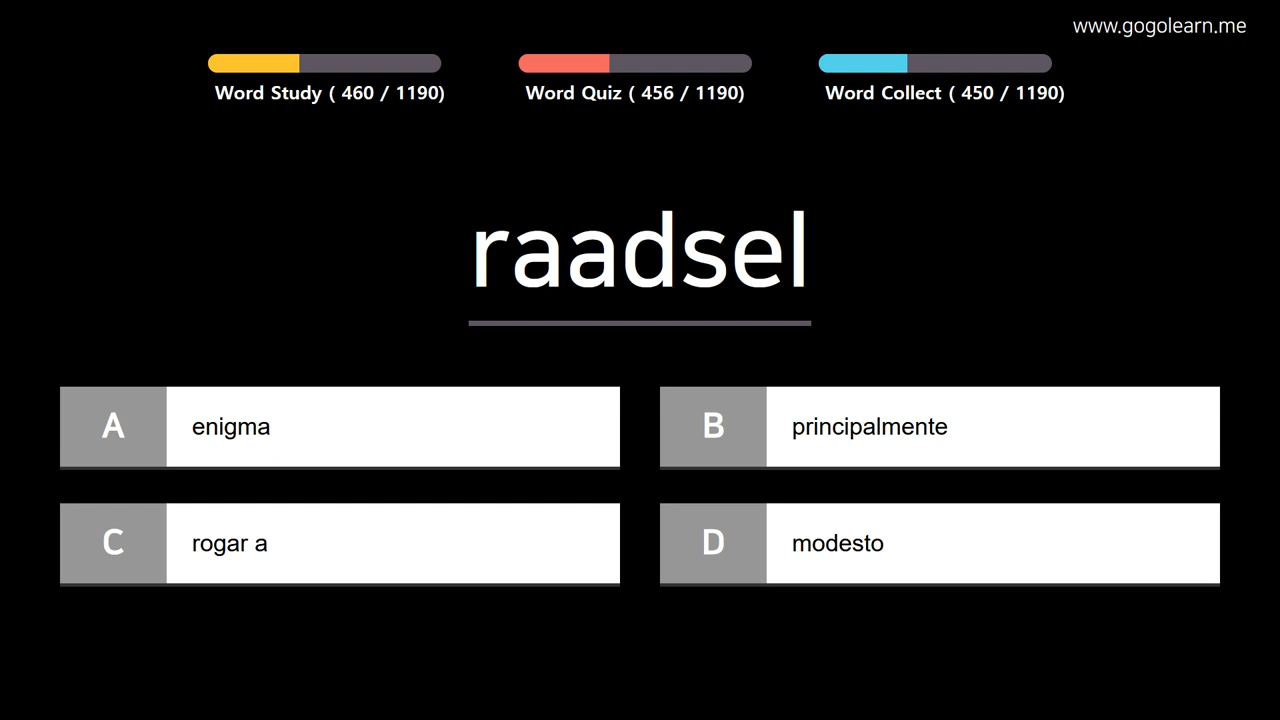 www.gogolearn.me
Word Study ( 460 / 1190)
Word Quiz ( 456 / 1190)
Word Collect ( 450 / 1190)
raadsel
A enigma
B principalmente
C rogar a
D modesto